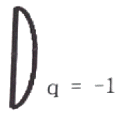 q = -1